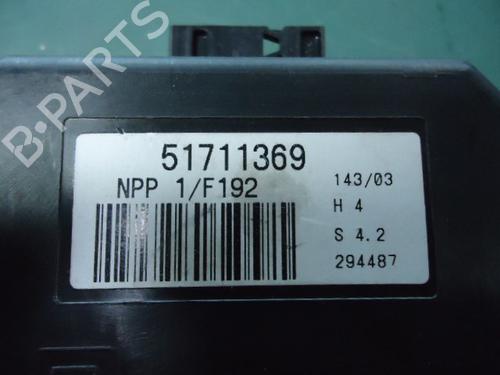 B-PARTS
51711369
NPP 1/F192
143/03
H 4
S 4.2
294487